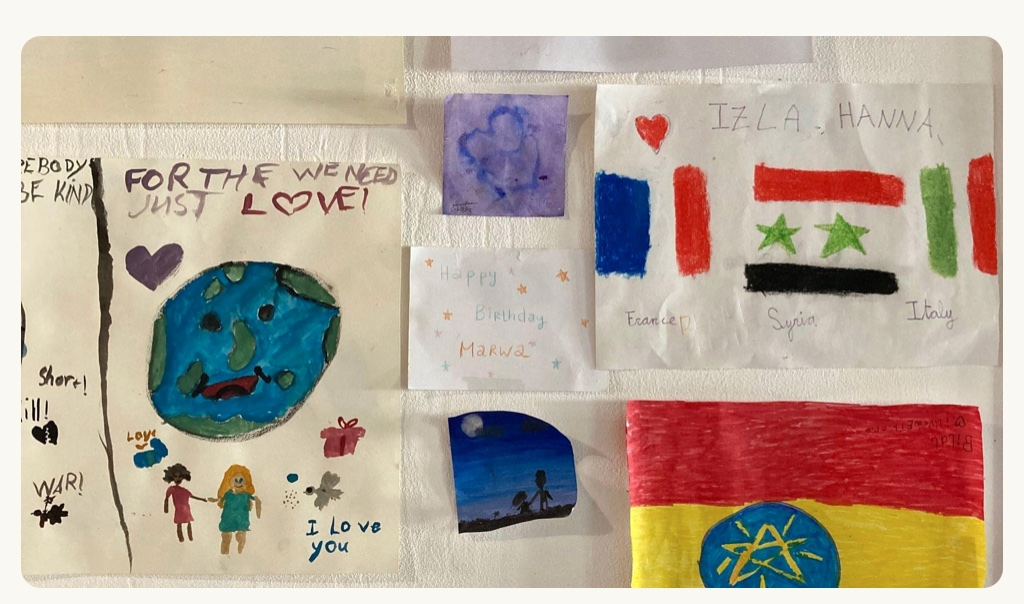 BE KIND
Short!
WAR!
FOR THE WE NEED
JUST LOVE!
LOVE
I LOVE
YOU
Happy
Birthday
MARWA
IZLA, HANNA,
France
Syria
Italy